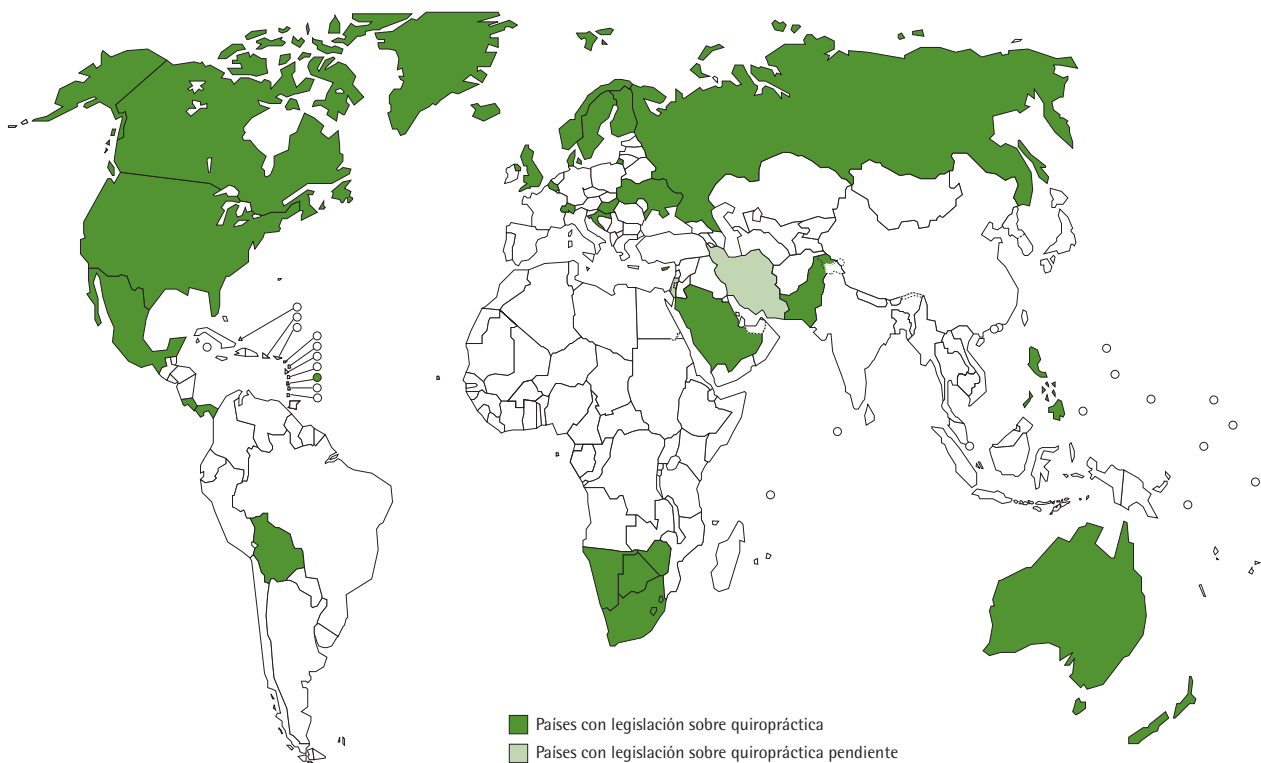 Países con legislación sobre quiropráctica
Países con legislación sobre quiropráctica pendiente